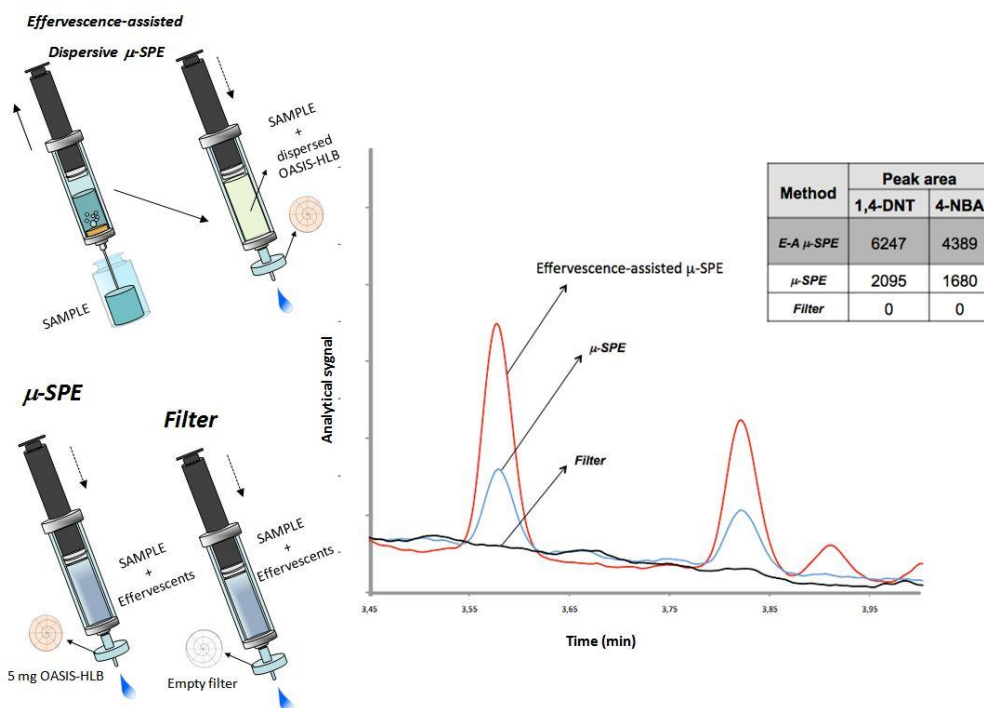 Effervescence-assisted
Dispersive μ-SPE
SAMPLE
+
dispersed
OASIS-HLB
SAMPLE
μ-SPE
Filter
SAMPLE
+
Effervescents
SAMPLE
+
Effervescents
5 mg OASIS-HLB
Empty filter
Analytical sygnal
Effervescence-assisted μ-SPE
μ-SPE
Filter
3,45 3,55 3,65 3,75 3,85 3,95
Time (min)
Method Peak area
1,4-DNT 4-NBA
E-A μ-SPE 6247 4389
μ-SPE 2095 1680
Filter 0 0